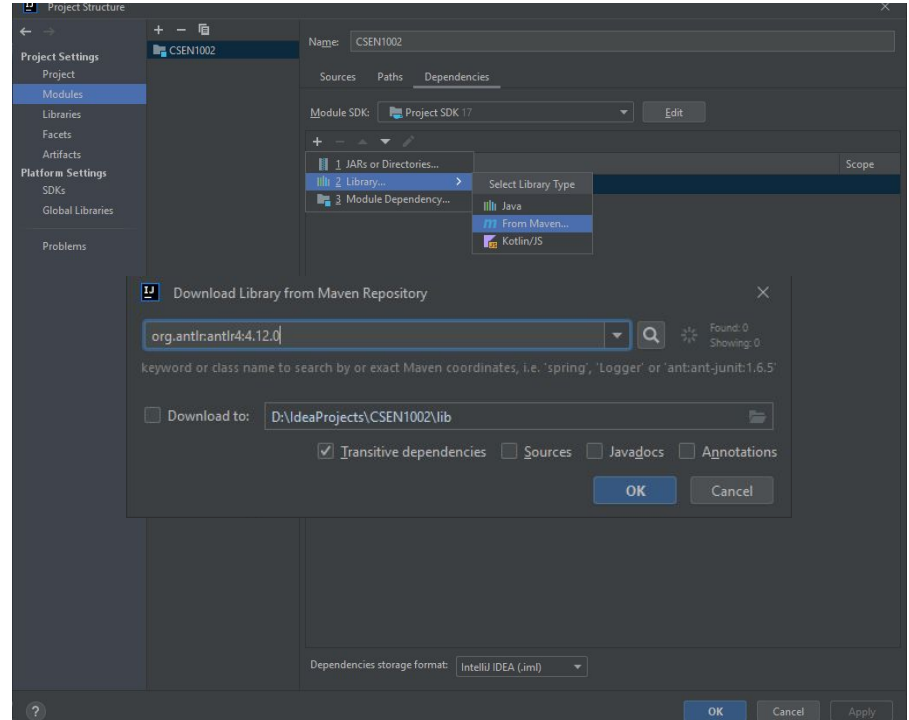 Project Structure
Project Settings
Project
Modules
Libraries
Facets
Artifacts
Platform Settings
SDKs
Global Libraries
Problems
CSEN1002
Name: CSEN1002
Sources Paths Dependencies
Module SDK: Project SDK 17 Edit
Scope
1 JARs or Directories...
2 Library...
3 Module Dependency...
Select Library Type
Java
From Maven...
Kotlin/JS
Download Library from Maven Repository
org.antlr:antlr4:4.12.0
Found: 0
Showing: 0
keyword or class name to search by or exact Maven coordinates, i.e. 'spring', 'Logger' or 'ant:ant-junit:1.6.5'
Download to: D:\IdeaProjects\CSEN1002\lib
Transitive dependencies Sources Javadocs Annotations
OK Cancel
Dependencies storage format: IntelliJ IDEA (.iml)
? OK Cancel Apply